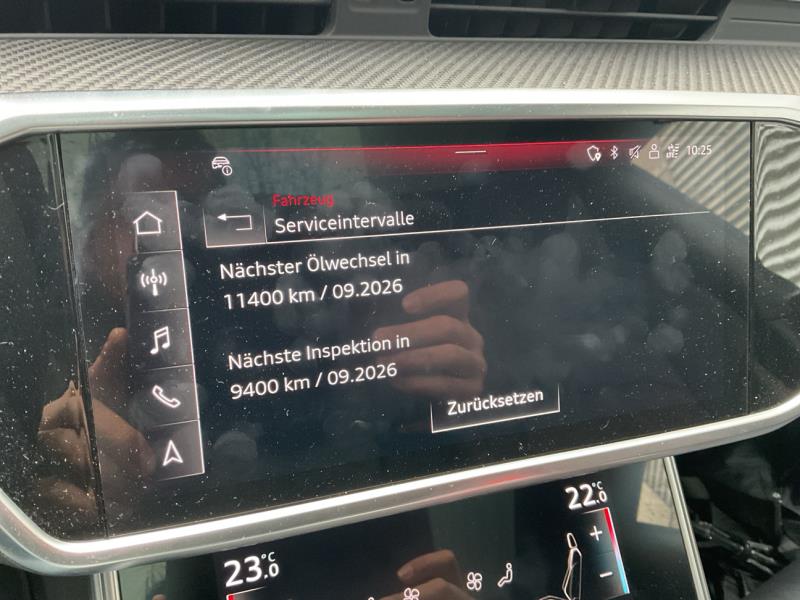 10:25
Fahrzeug
Serviceintervalle
Nächster Ölwechsel in
11400 km / 09.2026
Nächste Inspektion in
9400 km / 09.2026
Zurücksetzen
23.0 °C
22.0 °C
+
−